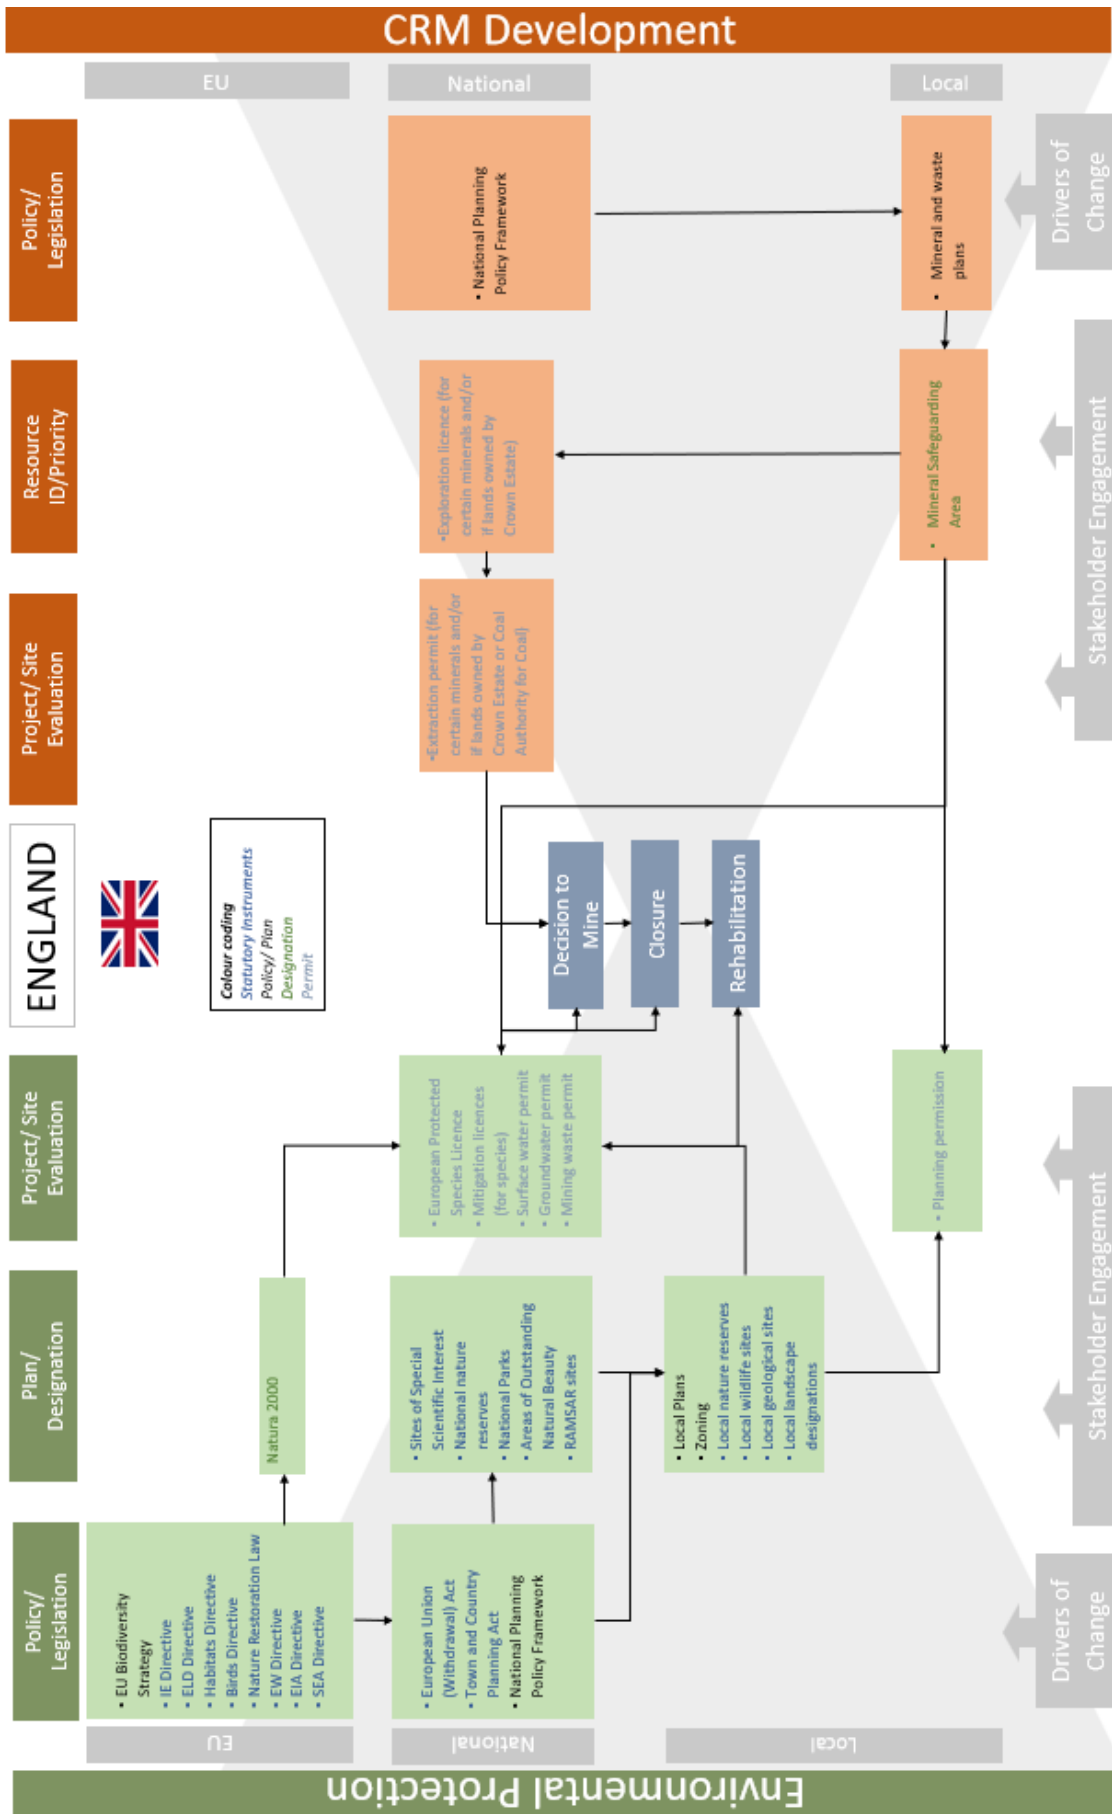 ENGLAND
Environmental Protection
Policy/
Legislation
Plan/
Designation
Project/ Site
Evaluation
Project/ Site
Evaluation
Resource
ID/Priority
Policy/
Legislation
CRM Development
EU
• EU Biodiversity
Strategy
• IE Directive
• ELD Directive
• Habitats Directive
• Birds Directive
• Nature Restoration Law
• EW Directive
• EIA Directive
• SEA Directive
Natura 2000
Colour coding
Statutory Instruments
Policy/ Plan
Designation
Permit
EU
National
• European Union
(Withdrawal) Act
• Town and Country
Planning Act
• National Planning
Policy Framework
• Sites of Special
Scientific Interest
• National nature
reserves
• National Parks
• Areas of Outstanding
Natural Beauty
• RAMSAR sites
• European Protected
Species Licence
• Mitigation licences
(for species)
• Surface water permit
• Groundwater permit
• Mining waste permit
•Extraction permit (for
certain minerals and/or
if lands owned by
Crown Estate or Coal
Authority for Coal)
•Exploration licence (for
certain minerals and/or
if lands owned by
Crown Estate)
• National Planning
Policy Framework
National
Decision to
Mine
Closure
Rehabilitation
Local
• Local Plans
• Zoning
• Local nature reserves
• Local wildlife sites
• Local geological sites
• Local landscape
designations
• Planning permission
• Mineral Safeguarding
Area
• Mineral and waste
plans
Local
Drivers of
Change
Stakeholder Engagement
Stakeholder Engagement
Drivers of
Change